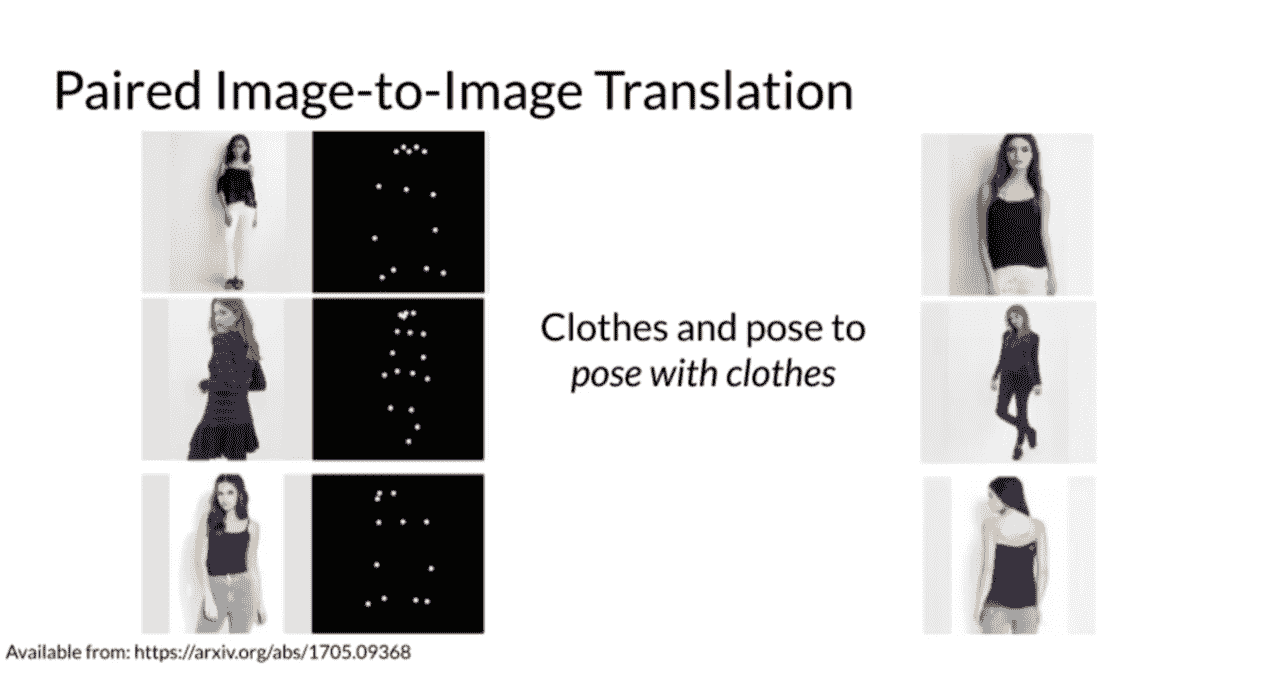 Paired Image-to-Image Translation
Clothes and pose to
pose with clothes
Available from: https://arxiv.org/abs/1705.09368